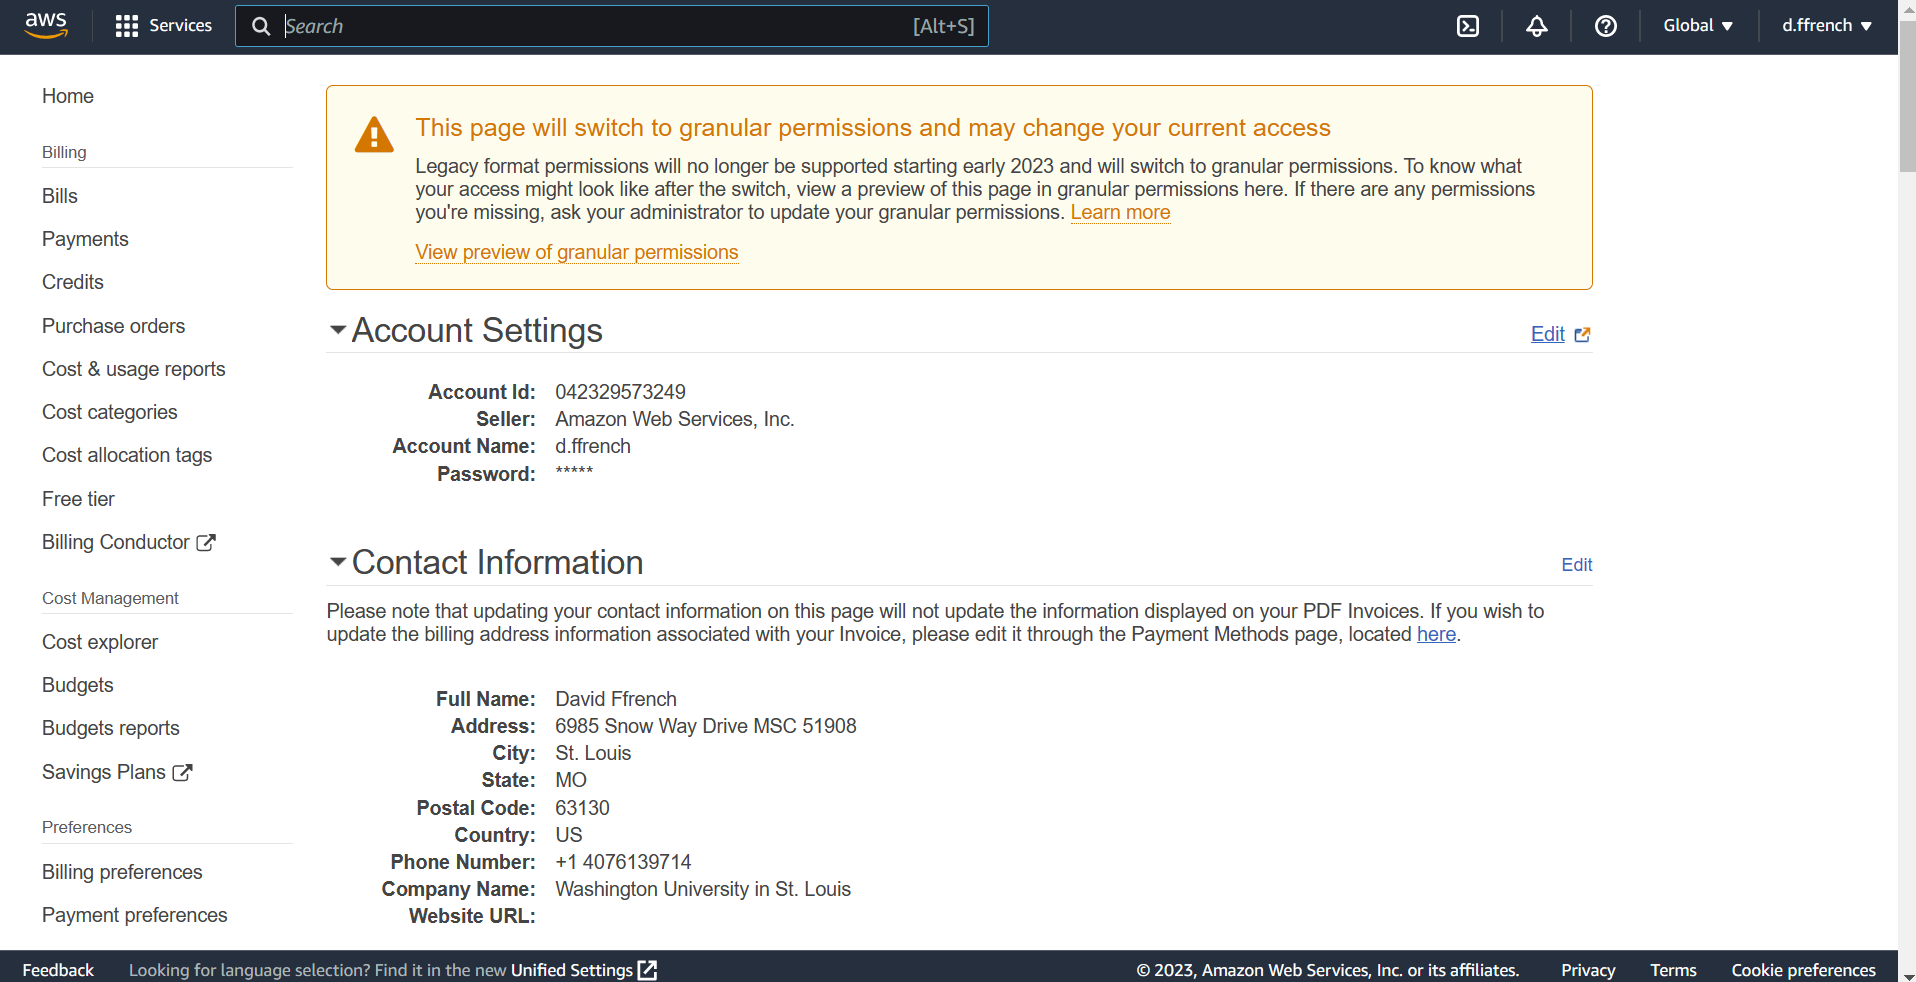 aws
Services
Search [Alt+S]
Global
d.ffrench
Home
Billing
Bills
Payments
Credits
Purchase orders
Cost & usage reports
Cost categories
Cost allocation tags
Free tier
Billing Conductor
Cost Management
Cost explorer
Budgets
Budgets reports
Savings Plans
Preferences
Billing preferences
Payment preferences
This page will switch to granular permissions and may change your current access
Legacy format permissions will no longer be supported starting early 2023 and will switch to granular permissions. To know what
your access might look like after the switch, view a preview of this page in granular permissions here. If there are any permissions
you're missing, ask your administrator to update your granular permissions. Learn more
View preview of granular permissions
Account Settings
Edit
Account Id: 042329573249
Seller: Amazon Web Services, Inc.
Account Name: d.ffrench
Password: *****
Contact Information
Edit
Please note that updating your contact information on this page will not update the information displayed on your PDF Invoices. If you wish to
update the billing address information associated with your Invoice, please edit it through the Payment Methods page, located here.
Full Name: David Ffrench
Address: 6985 Snow Way Drive MSC 51908
City: St. Louis
State: MO
Postal Code: 63130
Country: US
Phone Number: +1 4076139714
Company Name: Washington University in St. Louis
Website URL:
Feedback
Looking for language selection? Find it in the new Unified Settings
© 2023, Amazon Web Services, Inc. or its affiliates.
Privacy
Terms
Cookie preferences